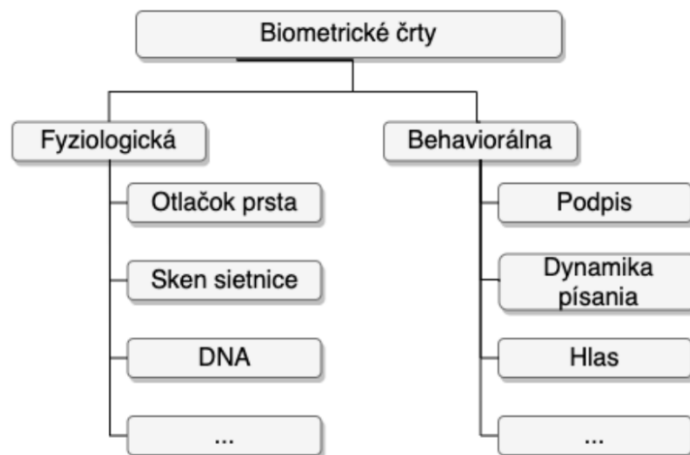 Biometrické črty
Fyziologická
Otlačok prsta
Sken sietnice
DNA
...
Behaviorálna
Podpis
Dynamika
písania
Hlas
...